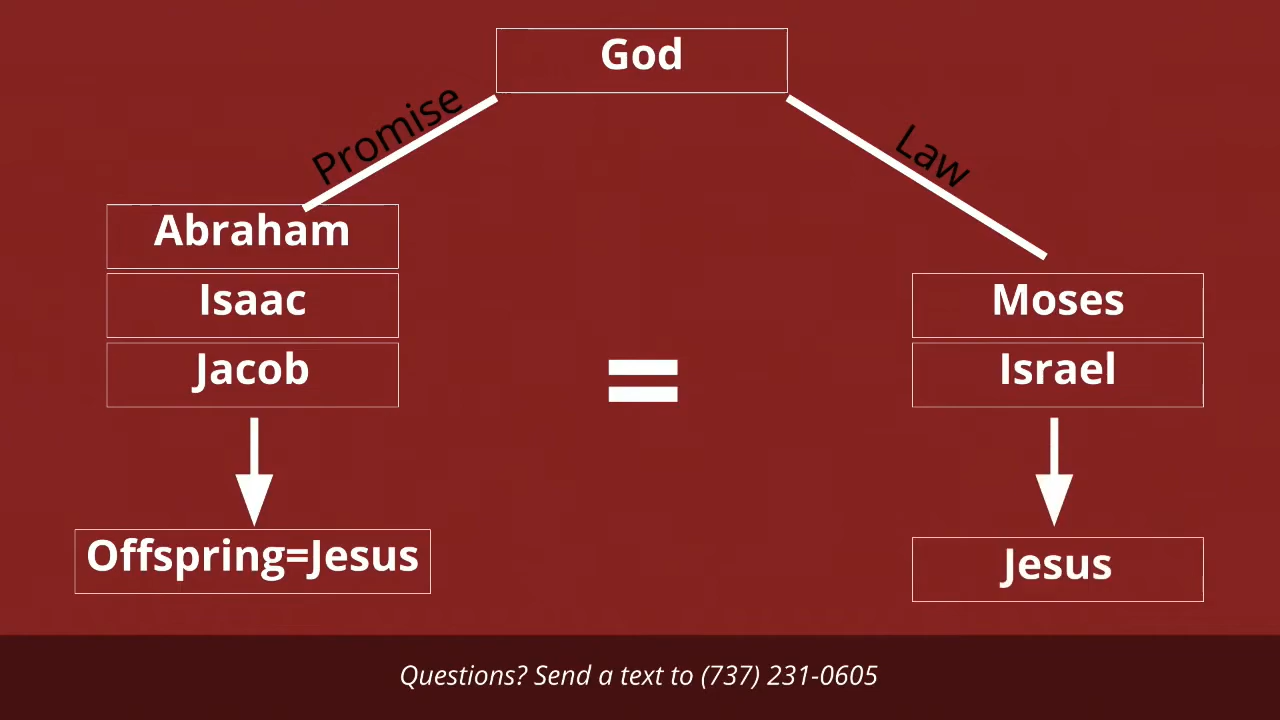 God
Promise
Law
Abraham
Isaac
Jacob
=
Moses
Israel
Offspring=Jesus
Jesus
Questions? Send a text to (737) 231-0605